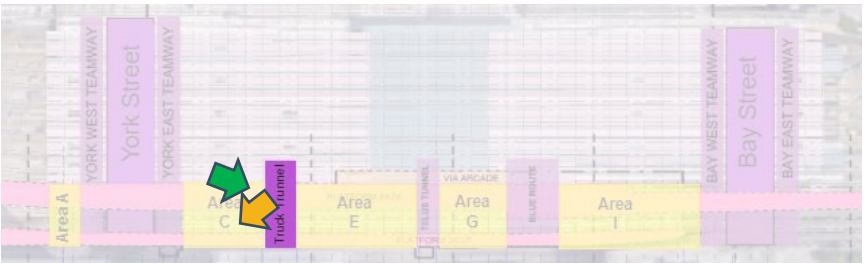 YORK WEST TEAMWAY
York Street
YORK EAST TEAMWAY
BAY WEST TEAMWAY
Bay Street
BAY EAST TEAMWAY
Area A
Area
C
Truck Trunnel
Area
E
TELUS TUNNEL
VIA ARCADE
Area
G
BLUE ROUTE
Area
I